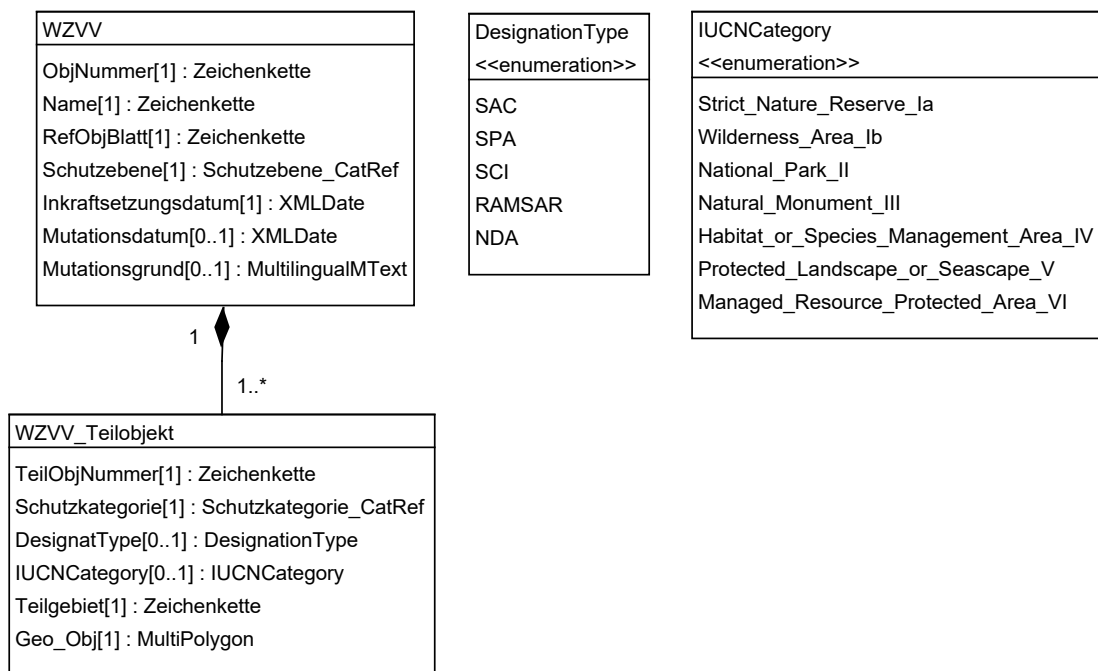 WZVV
ObjNummer[1] : Zeichenkette
Name[1] : Zeichenkette
RefObjBlatt[1] : Zeichenkette
Schutzebene[1] : Schutzebene_CatRef
Inkraftsetzungsdatum[1] : XMLDate
Mutationsdatum[0..1] : XMLDate
Mutationsgrund[0..1] : MultilingualMText
DesignationType
<<enumeration>>
SAC
SPA
SCI
RAMSAR
NDA
IUCNCategory
<<enumeration>>
Strict_Nature_Reserve_Ia
Wilderness_Area_Ib
National_Park_II
Natural_Monument_III
Habitat_or_Species_Management_Area_IV
Protected_Landscape_or_Seascape_V
Managed_Resource_Protected_Area_VI
1
1..*
WZVV_Teilobjekt
TeilObjNummer[1] : Zeichenkette
Schutzkategorie[1] : Schutzkategorie_CatRef
DesignatType[0..1] : DesignationType
IUCNCategory[0..1] : IUCNCategory
Teilgebiet[1] : Zeichenkette
Geo_Obj[1] : MultiPolygon